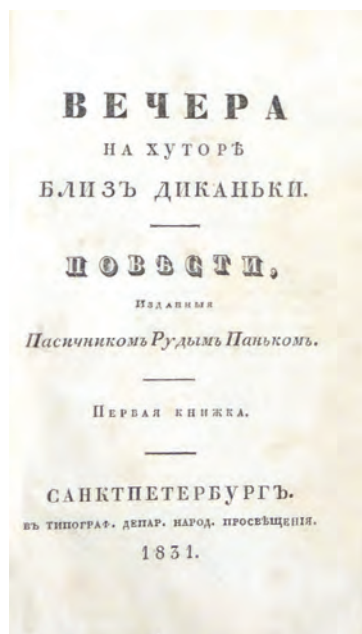 ВЕЧЕРА
НА ХУТОРѢ
БЛИЗЪ ДИКАНЬКИ.
ПОВѢСТИ,
ИЗДАННЫЯ
Пасичникомъ Рудымъ Панькомъ.
ПЕРВАЯ КНИЖКА.
САНКТПЕТЕРБУРГЪ.
ВЪ ТИПОГРАФ. ДЕПАР. НАРОД. ПРОСВѢЩЕНІЯ.
1831.